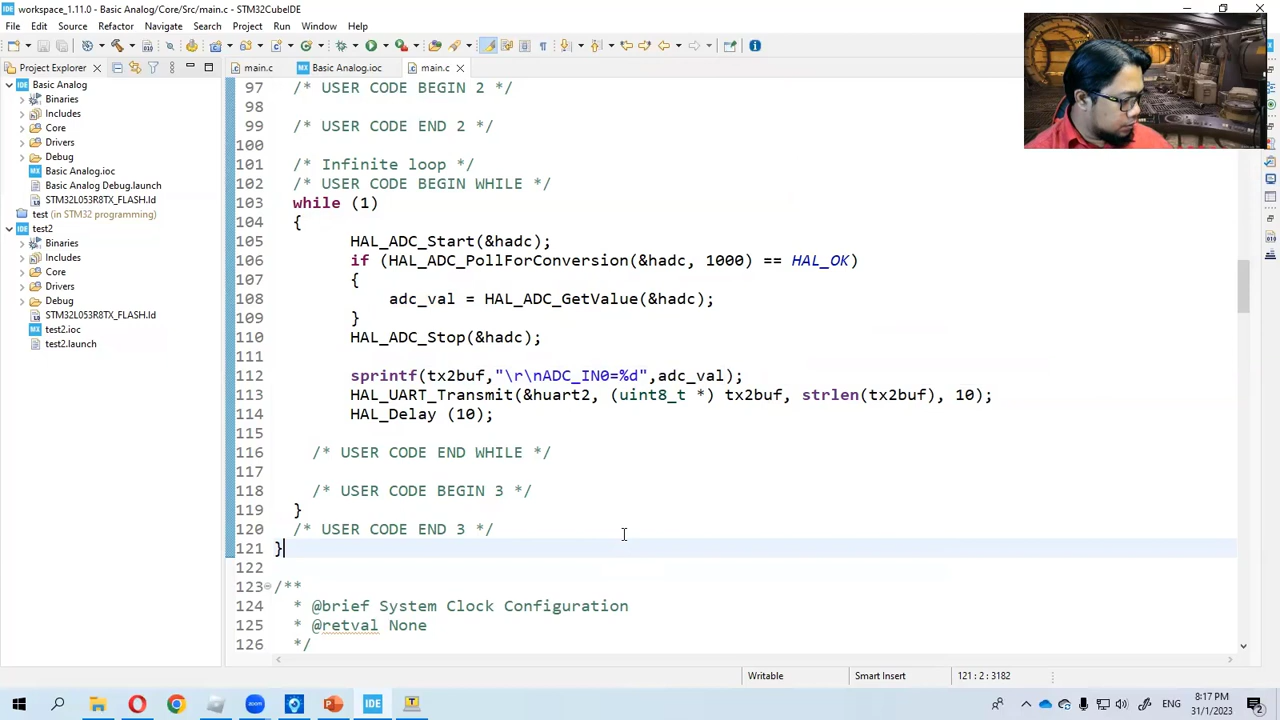 workspace_1.11.0 - Basic Analog/Core/Src/main.c - STM32CubeIDE
File Edit Source Refactor Navigate Search Project Run Window Help
Project Explorer
main.c
Basic Analog.ioc
main.c
Basic Analog
Binaries
Includes
Core
Drivers
Debug
Basic Analog.ioc
Basic Analog Debug.launch
STM32L053R8TX_FLASH.ld
test (in STM32 programming)
test2
Binaries
Includes
Core
Drivers
Debug
STM32L053R8TX_FLASH.ld
test2.ioc
test2.launch
97 /* USER CODE BEGIN 2 */
98
99 /* USER CODE END 2 */
100
101 /* Infinite loop */
102 /* USER CODE BEGIN WHILE */
103 while (1)
104 {
105 HAL_ADC_Start(&hadc);
106 if (HAL_ADC_PollForConversion(&hadc, 1000) == HAL_OK)
107 {
108 adc_val = HAL_ADC_GetValue(&hadc);
109 }
110 HAL_ADC_Stop(&hadc);
111
112 sprintf(tx2buf,"\r\nADC_IN0=%d",adc_val);
113 HAL_UART_Transmit(&huart2, (uint8_t *) tx2buf, strlen(tx2buf), 10);
114 HAL_Delay (10);
115
116 /* USER CODE END WHILE */
117
118 /* USER CODE BEGIN 3 */
119 }
120 /* USER CODE END 3 */
121 }
122
123 /**
124 * @brief System Clock Configuration
125 * @retval None
126 */
Writable Smart Insert 121 : 2 : 3182
IDE
ENG
8:17 PM
31/1/2023
2